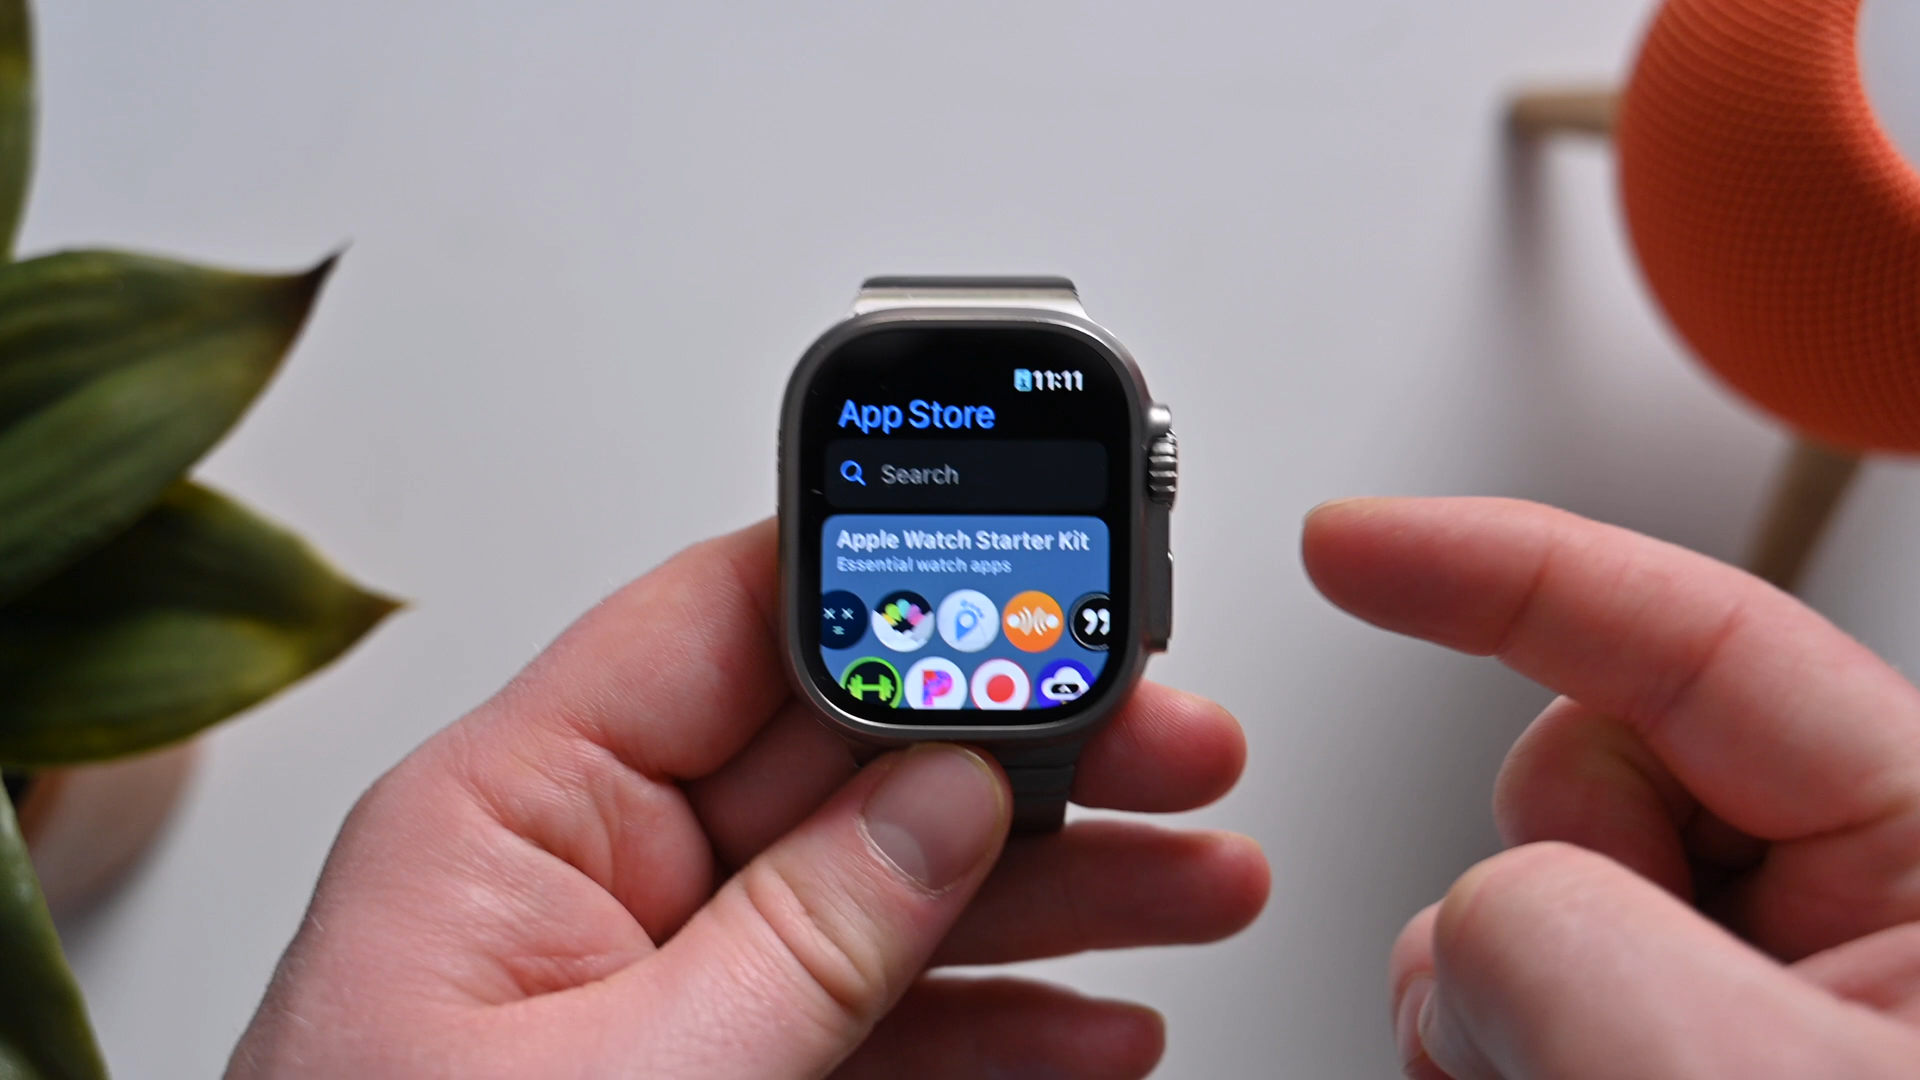 11:11
App Store
Search
Apple Watch Starter Kit
Essential watch apps